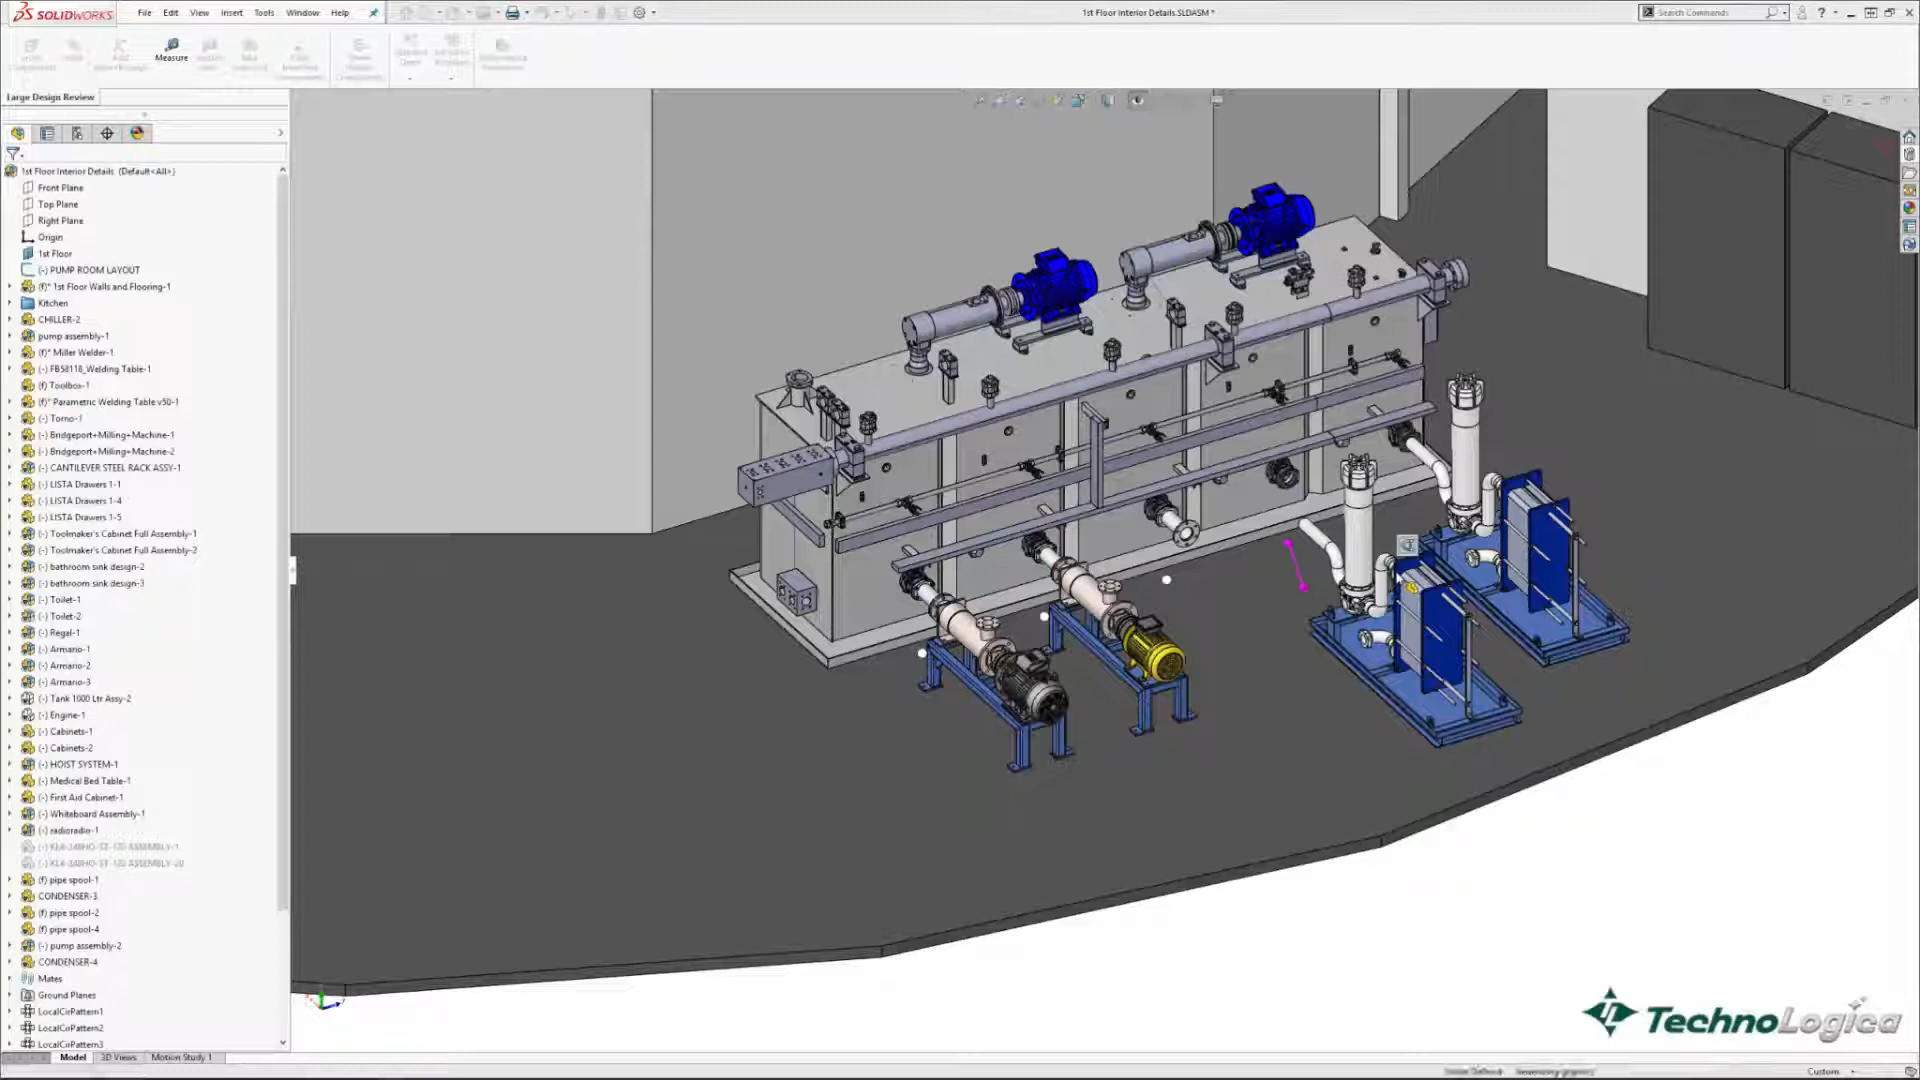 SOLIDWORKS
File Edit View Insert Tools Window Help
1st Floor Interior Details.SLDASM *
Search Commands
Measure
Large Design Review
1st Floor Interior Details (Default<All>)
Front Plane
Top Plane
Right Plane
Origin
1st Floor
(-) PUMP ROOM LAYOUT
(f)* 1st Floor Walls and Flooring-1
Kitchen
CHILLER-2
pump assembly-1
(f)* Miller Welder-1
(-) FB58118_Welding Table-1
(f) Toolbox-1
(f)* Parametric Welding Table v50-1
(-) Torno-1
(-) Bridgeport+Milling+Machine-1
(-) Bridgeport+Milling+Machine-2
(-) CANTILEVER STEEL RACK ASSY-1
(-) LISTA Drawers 1-1
(-) LISTA Drawers 1-4
(-) LISTA Drawers 1-5
(-) Toolmaker's Cabinet Full Assembly-1
(-) Toolmaker's Cabinet Full Assembly-2
(-) bathroom sink design-2
(-) bathroom sink design-3
(-) Toilet-1
(-) Toilet-2
(-) Regal-1
(-) Armario-1
(-) Armario-2
(-) Armario-3
(-) Tank 1000 Ltr Assy-2
(-) Engine-1
(-) Cabinets-1
(-) Cabinets-2
(-) HOIST SYSTEM-1
(-) Medical Bed Table-1
(-) First Aid Cabinet-1
(-) Whiteboard Assembly-1
(-) radioradio-1
(f) pipe spool-1
CONDENSER-3
(f) pipe spool-2
(f) pipe spool-4
(-) pump assembly-2
CONDENSER-4
Mates
Ground Planes
LocalCirPattern1
LocalCirPattern2
LocalCirPattern3
Model 3D Views Motion Study 1
TechnoLogica
Custom